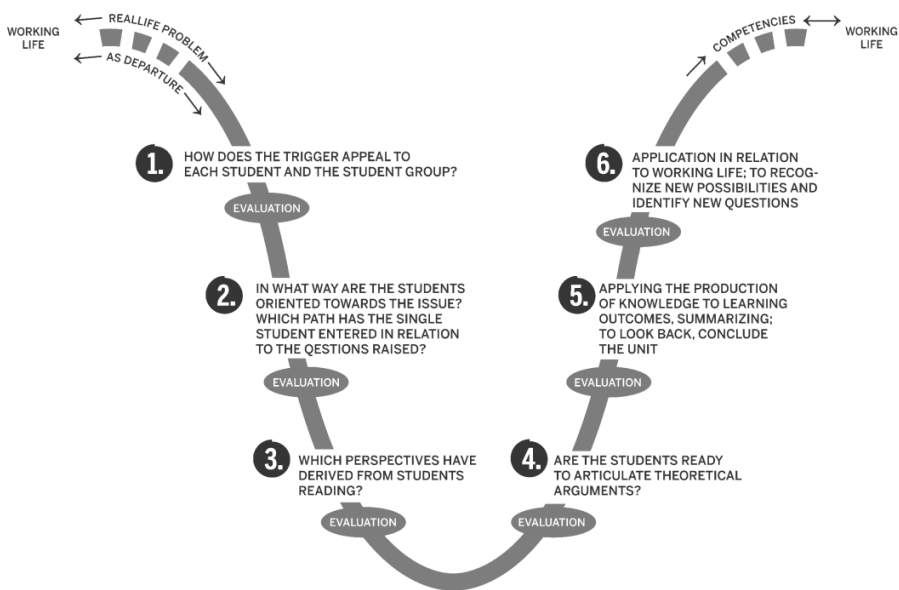 WORKING
LIFE
REALLIFE PROBLEM
AS DEPARTURE
1.
HOW DOES THE TRIGGER APPEAL TO
EACH STUDENT AND THE STUDENT GROUP?
EVALUATION
2.
IN WHAT WAY ARE THE STUDENTS
ORIENTED TOWARDS THE ISSUE?
WHICH PATH HAS THE SINGLE
STUDENT ENTERED IN RELATION
TO THE QESTIONS RAISED?
EVALUATION
3.
WHICH PERSPECTIVES HAVE
DERIVED FROM STUDENTS
READING?
EVALUATION
4.
ARE THE STUDENTS READY
TO ARTICULATE THEORETICAL
ARGUMENTS?
EVALUATION
5.
APPLYING THE PRODUCTION
OF KNOWLEDGE TO LEARNING
OUTCOMES, SUMMARIZING;
TO LOOK BACK, CONCLUDE
THE UNIT
EVALUATION
6.
APPLICATION IN RELATION
TO WORKING LIFE; TO RECOG-
NIZE NEW POSSIBILITIES AND
IDENTIFY NEW QUESTIONS
EVALUATION
COMPETENCIES
WORKING
LIFE